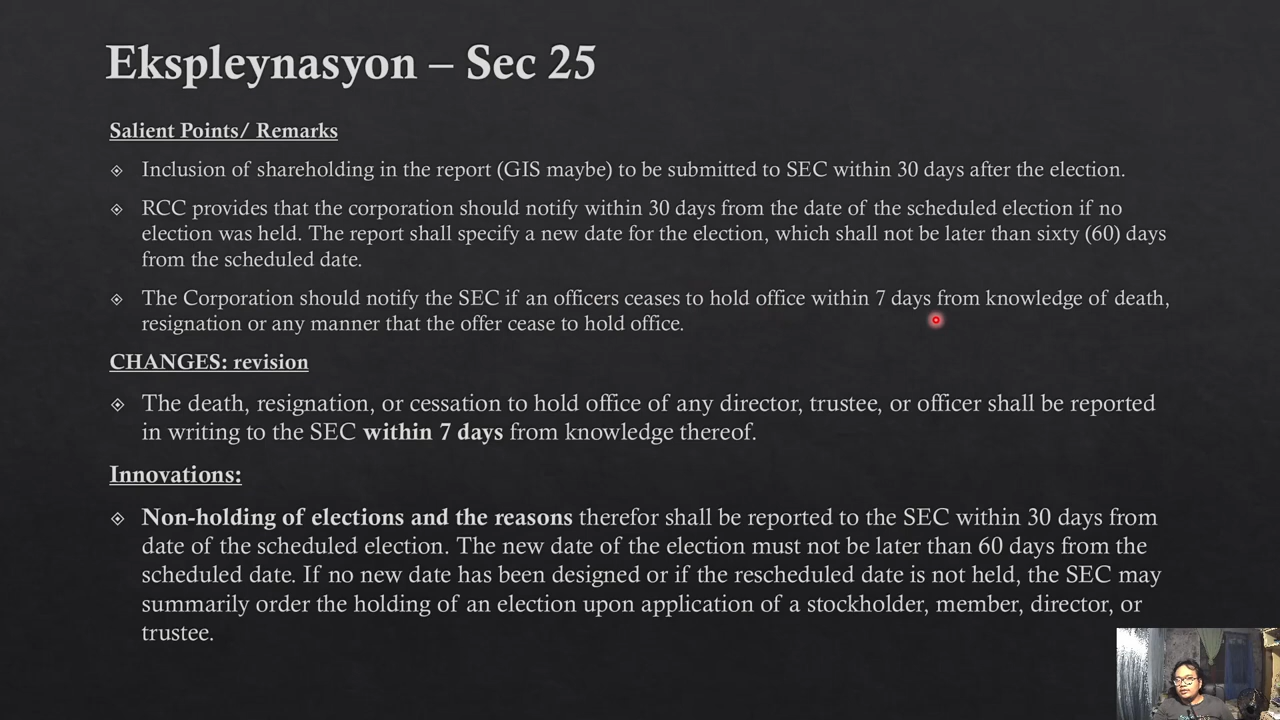 Ekspleynasyon – Sec 25
Salient Points/ Remarks
Inclusion of shareholding in the report (GIS maybe) to be submitted to SEC within 30 days after the election.
RCC provides that the corporation should notify within 30 days from the date of the scheduled election if no
election was held. The report shall specify a new date for the election, which shall not be later than sixty (60) days
from the scheduled date.
The Corporation should notify the SEC if an officers ceases to hold office within 7 days from knowledge of death,
resignation or any manner that the offer cease to hold office.
CHANGES: revision
The death, resignation, or cessation to hold office of any director, trustee, or officer shall be reported
in writing to the SEC within 7 days from knowledge thereof.
Innovations:
Non-holding of elections and the reasons therefor shall be reported to the SEC within 30 days from
date of the scheduled election. The new date of the election must not be later than 60 days from the
scheduled date. If no new date has been designed or if the rescheduled date is not held, the SEC may
summarily order the holding of an election upon application of a stockholder, member, director, or
trustee.